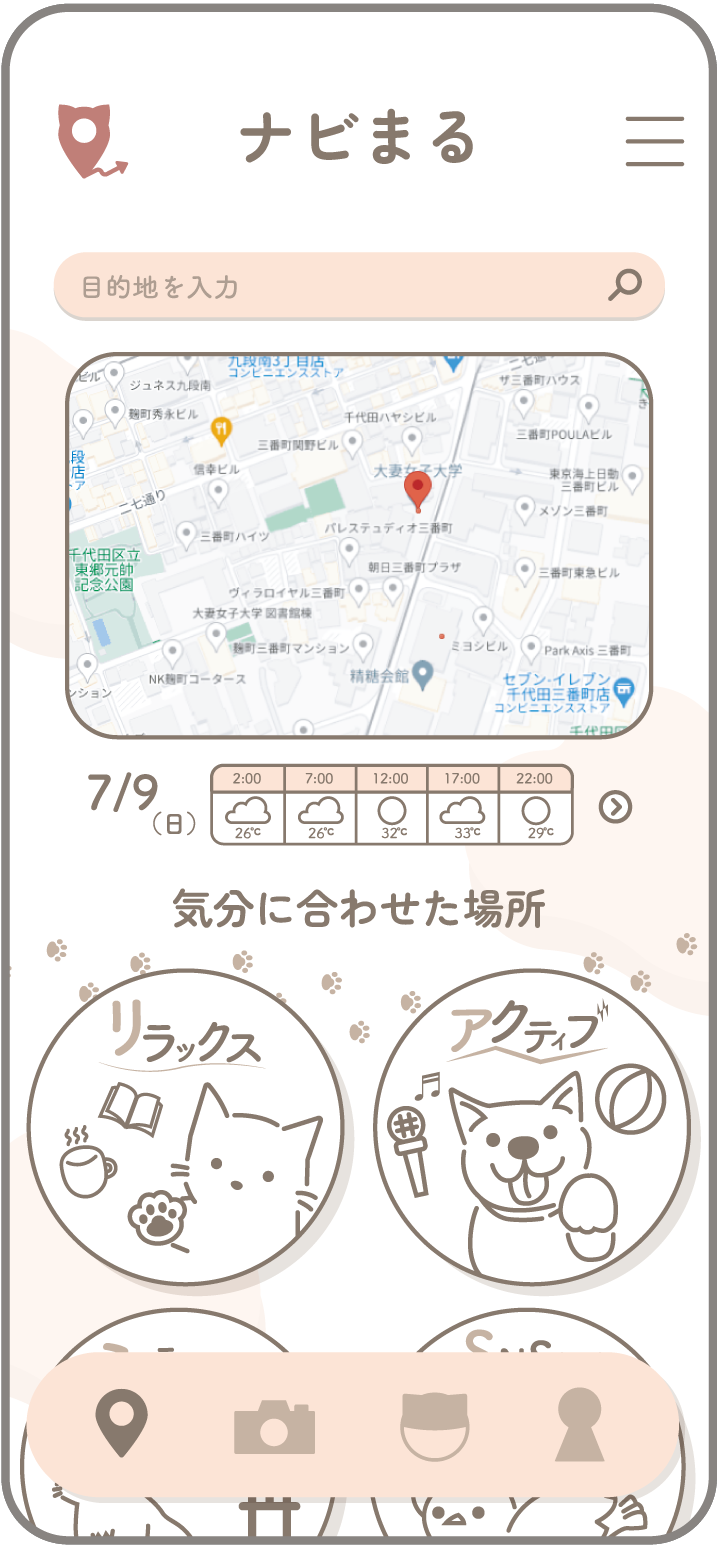 ナビまる
目的地を入力
九段南3丁目店
コンビニエンスストア
ビル
ジュネス九段南
ザ三番町ハウス
麹町秀永ビル
千代田ハヤシビル
三番町関野ビル
三番町POULAビル
段
店
ア
信幸ビル
大妻女子大学
東京海上日動
三番町ビル
二七通り
メゾン三番町
三番町ハイツ
パレステュディオ三番町
千代田区立
東郷元帥
記念公園
朝日三番町プラザ
三番町東急ビル
ヴィラロイヤル三番町
大妻女子大学 図書館棟
麹町三番町マンション
ミヨシビル
Park Axis 三番町
NK麹町コータース
精糖会館
セブン-イレブン
千代田三番町店
コンビニエンスストア
ンション
千代田区
7/9
(日)
2:00 7:00 12:00 17:00 22:00
26℃ 26℃ 32℃ 33℃ 29℃
気分に合わせた場所
リラックス
アクティブ